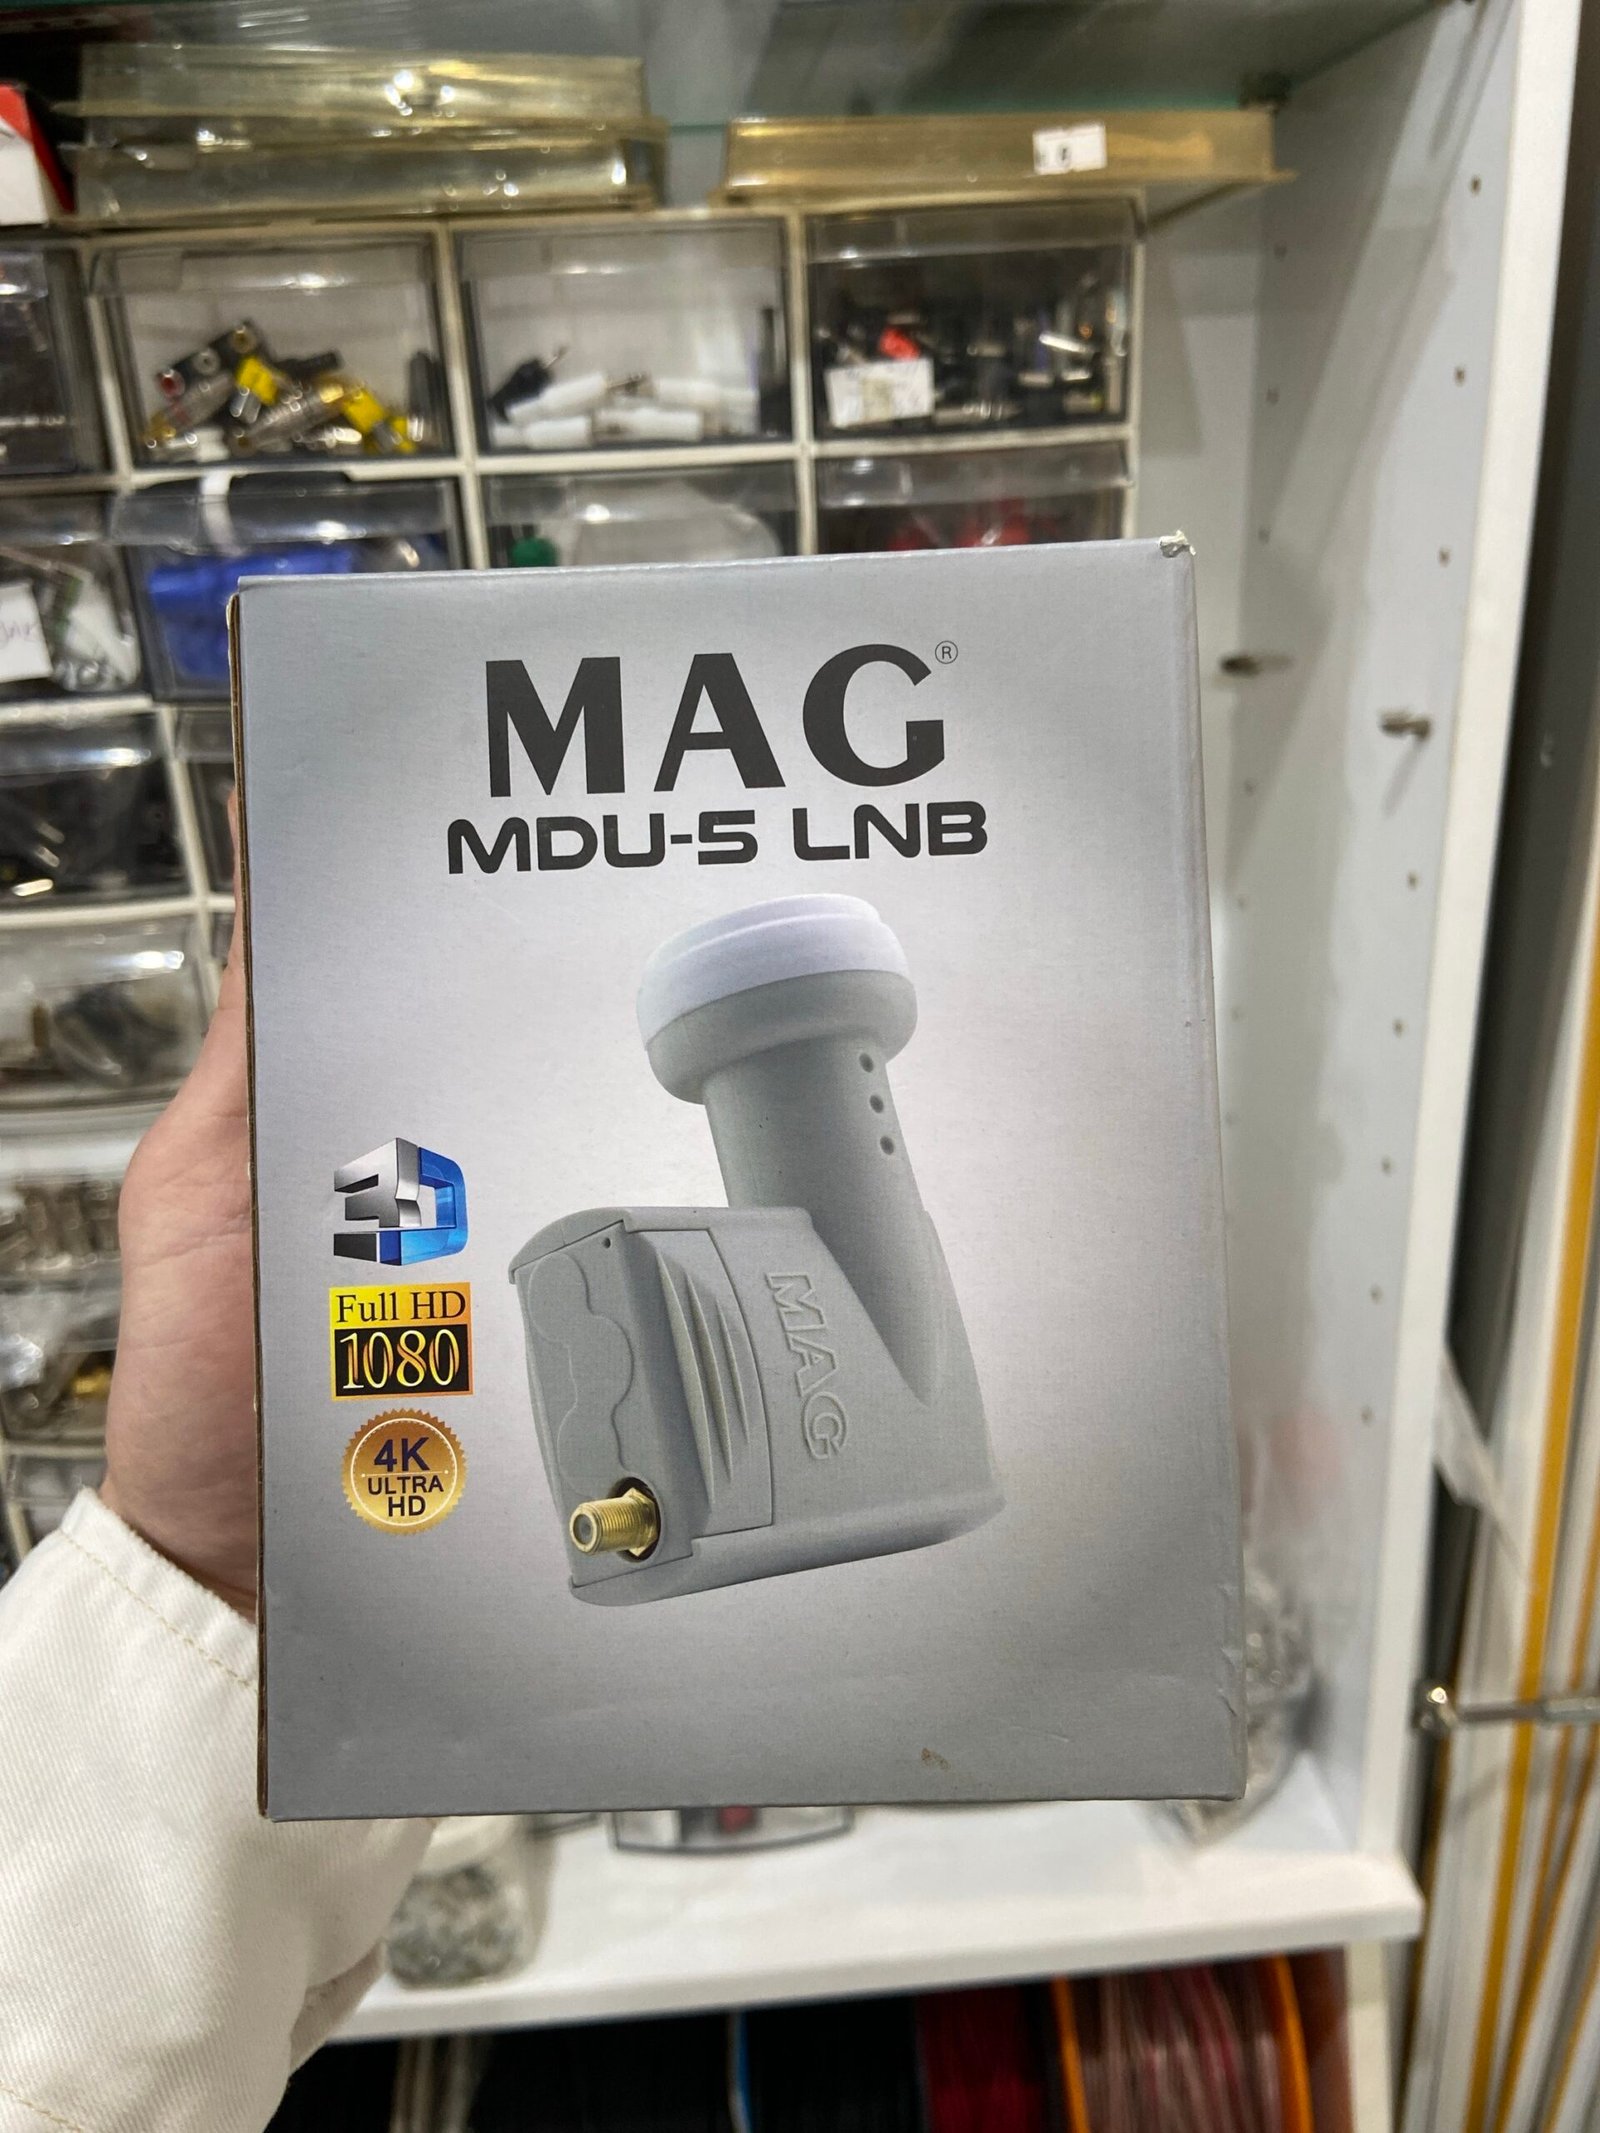 MAG®
MDU-5 LNB
MAG
3D
Full HD
1080
4K
ULTRA
HD